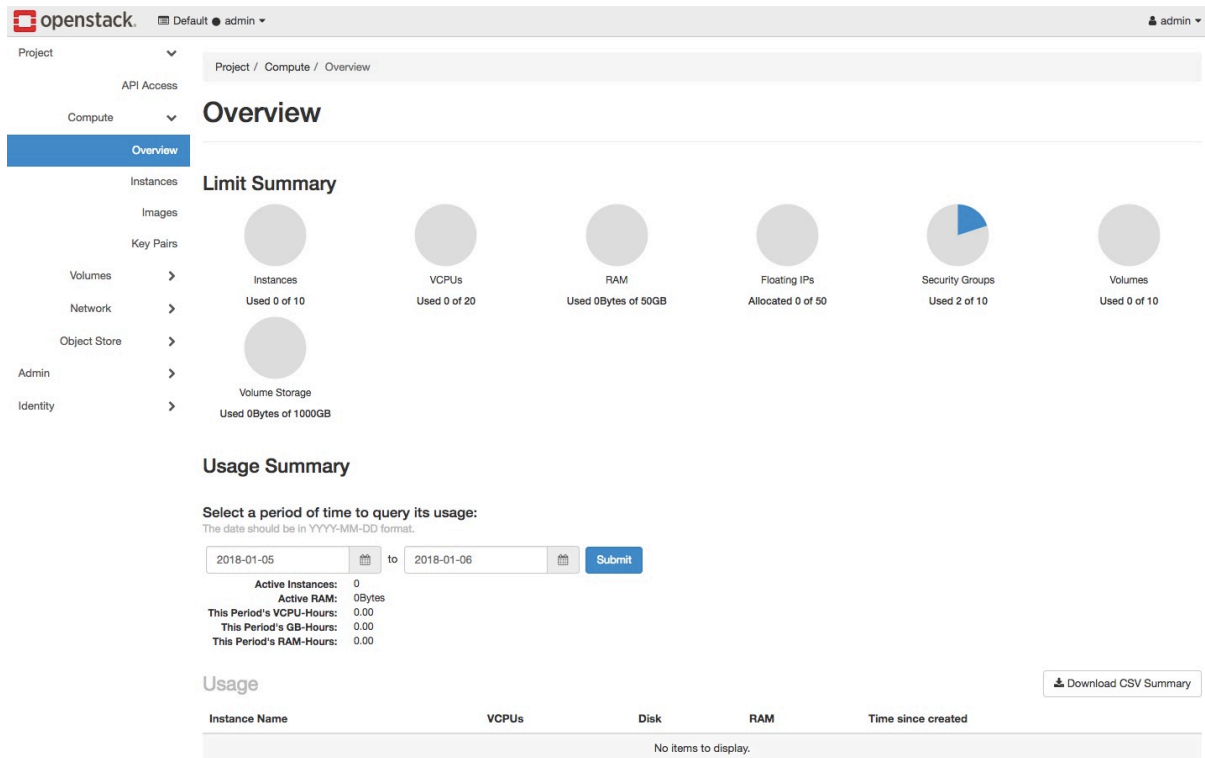 openstack. Default ● admin admin
Project
API Access
Compute
Overview
Instances
Images
Key Pairs
Volumes
Network
Object Store
Admin
Identity
Project / Compute / Overview
Overview
Limit Summary
Instances VCPUs RAM Floating IPs Security Groups Volumes
Used 0 of 10 Used 0 of 20 Used 0Bytes of 50GB Allocated 0 of 50 Used 2 of 10 Used 0 of 10
Volume Storage
Used 0Bytes of 1000GB
Usage Summary
Select a period of time to query its usage:
The date should be in YYYY-MM-DD format.
2018-01-05 to 2018-01-06 Submit
Active Instances: 0
Active RAM: 0Bytes
This Period's VCPU-Hours: 0.00
This Period's GB-Hours: 0.00
This Period's RAM-Hours: 0.00
Usage Download CSV Summary
Instance Name VCPUs Disk RAM Time since created
No items to display.